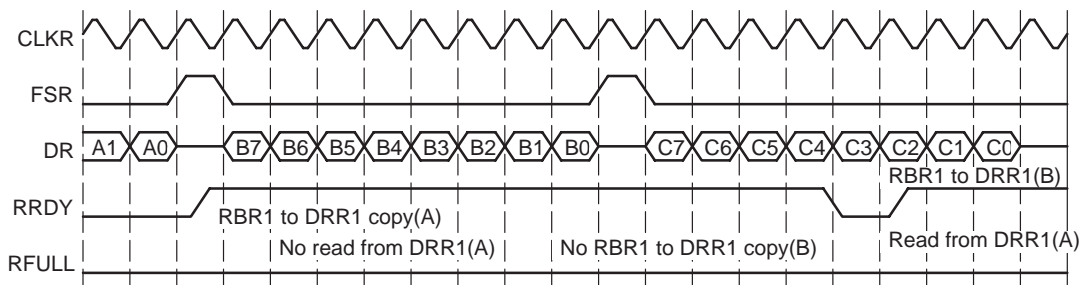 CLKR
FSR
DR A1 A0 B7 B6 B5 B4 B3 B2 B1 B0 C7 C6 C5 C4 C3 C2 C1 C0
RBR1 to DRR1(B)
RRDY RBR1 to DRR1 copy(A)
No read from DRR1(A) No RBR1 to DRR1 copy(B) Read from DRR1(A)
RFULL